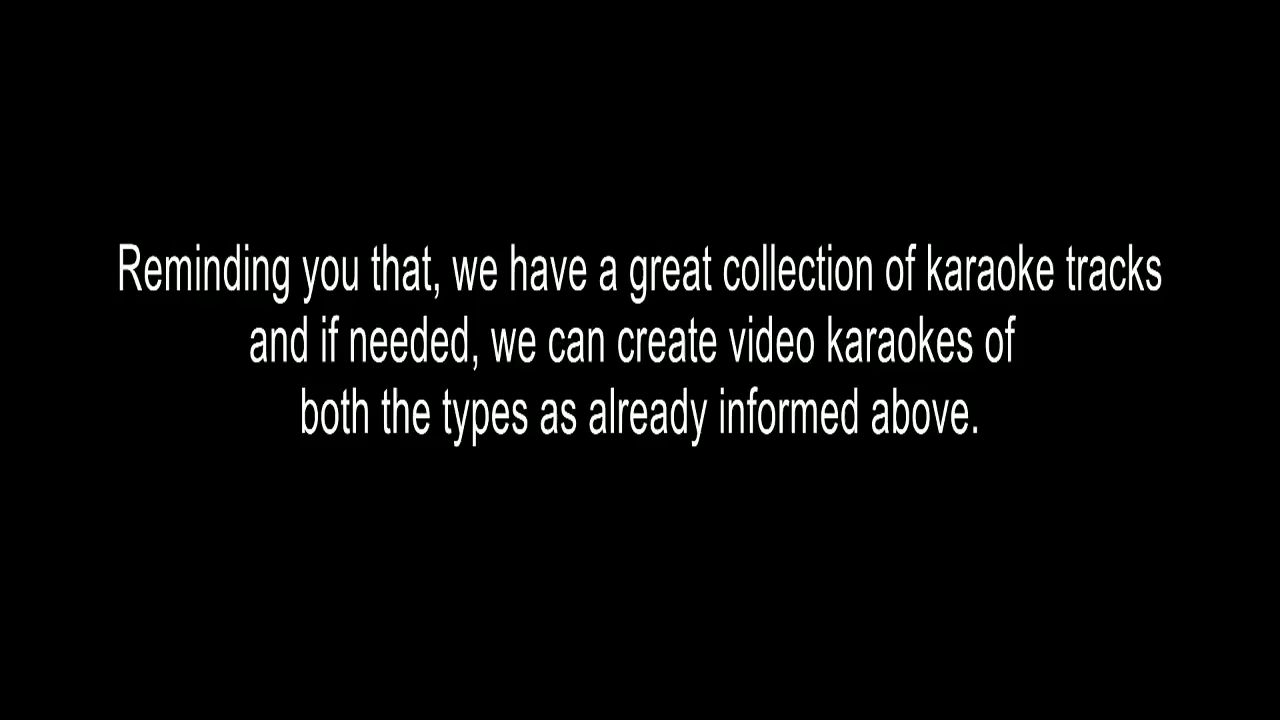 Reminding you that, we have a great collection of karaoke tracks
and if needed, we can create video karaokes of
both the types as already informed above.